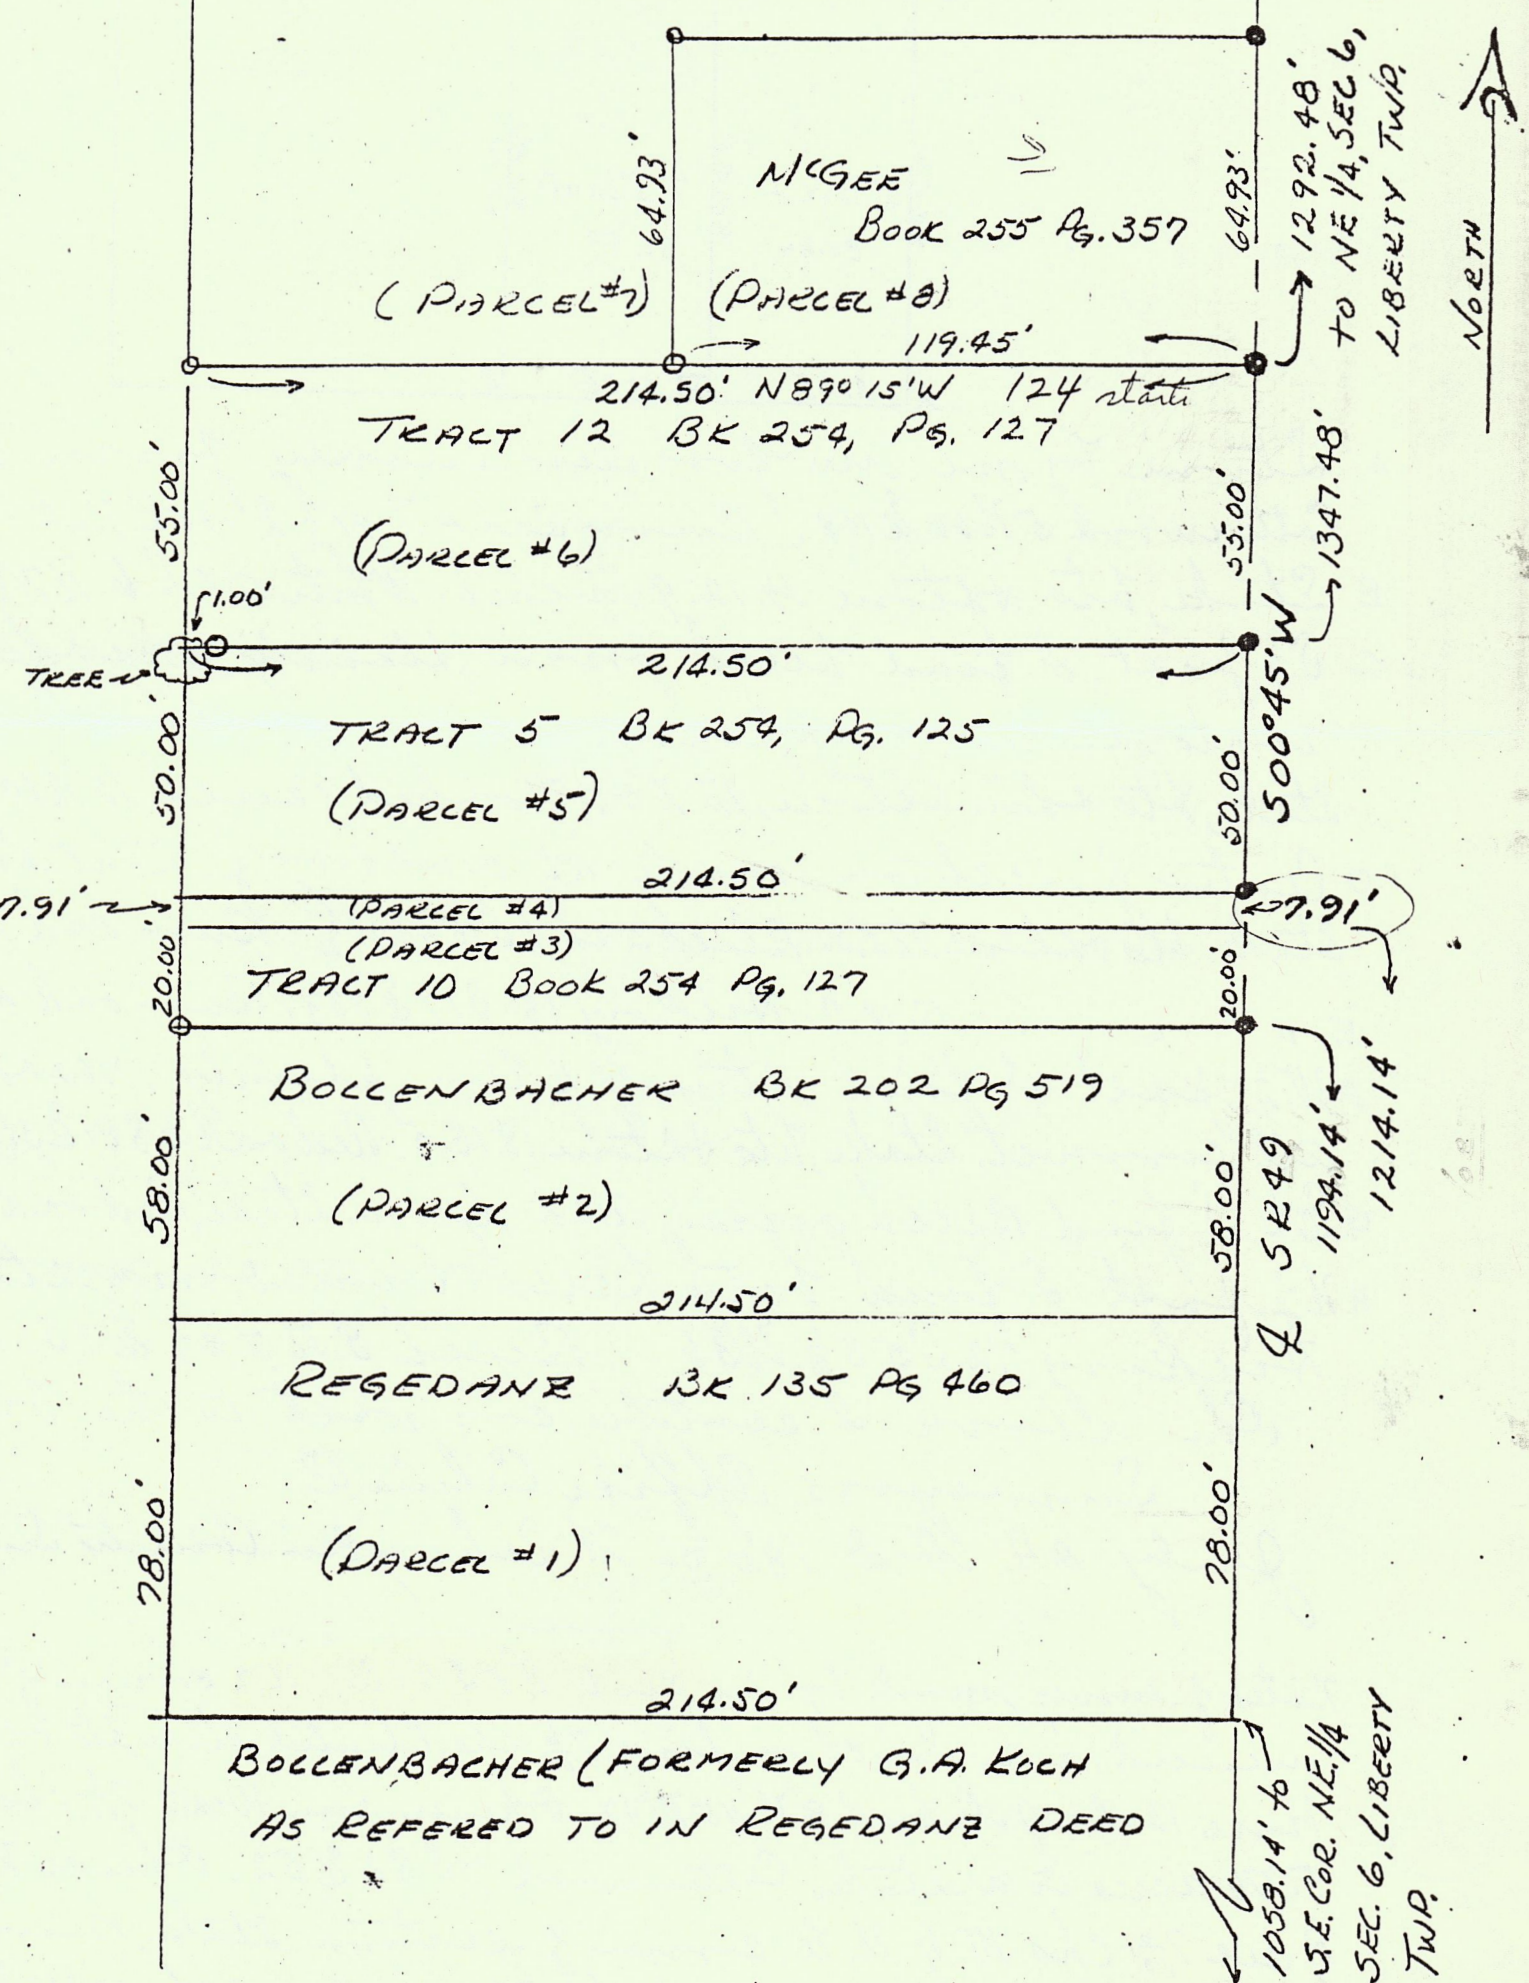 McGEE
Book 255 Pg. 357
64.93'
64.93'
(PARCEL #7)
(PARCEL #8)
119.45'
1292.48'
TO NE 1/4, SEC 6,
LIBERTY TWP.
NORTH
214.50' N89° 15'W 124 starts
TRACT 12 BK 254, PG. 127
55.00'
55.00'
1347.48'
(PARCEL #6)
1.00'
TREE
214.50'
S00°45'W
TRACT 5 BK 254, PG. 125
50.00'
50.00'
(PARCEL #5)
214.50'
7.91'
(PARCEL #4)
7.91'
(PARCEL #3)
20.00'
TRACT 10 BOOK 254 PG. 127
20.00'
BOLLENBACHER BK 202 PG 519
1194.14'
1214.14'
58.00'
(PARCEL #2)
58.00'
℄ SR49
214.50'
REGEDANZ BK 135 PG 460
78.00'
(PARCEL #1)
78.00'
214.50'
BOLLENBACHER (FORMERLY G.A. KOCH
AS REFERED TO IN REGEDANZ DEED
1058.14' to
S.E. COR. NE.1/4
SEC. 6, LIBERTY
TWP.